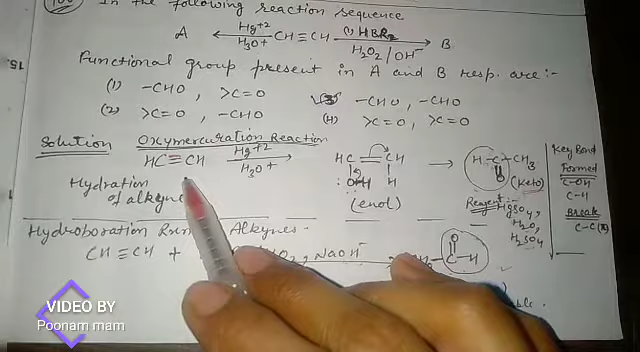 In the following reaction sequence
A Hg+2 H3O+ CH≡CH (1) HBR2 H2O2/OH- B
Functional group present in A and B resp. are:-
(1) -CHO, >C=O
-CHO, -CHO
(2) >C=O, -CHO
(4) >C=O, >C=O
Solution Oxymercuration Reaction
HC≡CH Hg+2 H3O+ HC=CH :OH H (enol) H-C-CH3 O (Keto)
Hydration of alkyne
Reagent HgSO4, H2O, H2SO4
Key Bond Formed
C-OH
C-H
Break
Hydroboration Alkynes-
CH≡CH + , NaOH C-H O
VIDEO BY
Poonam mam